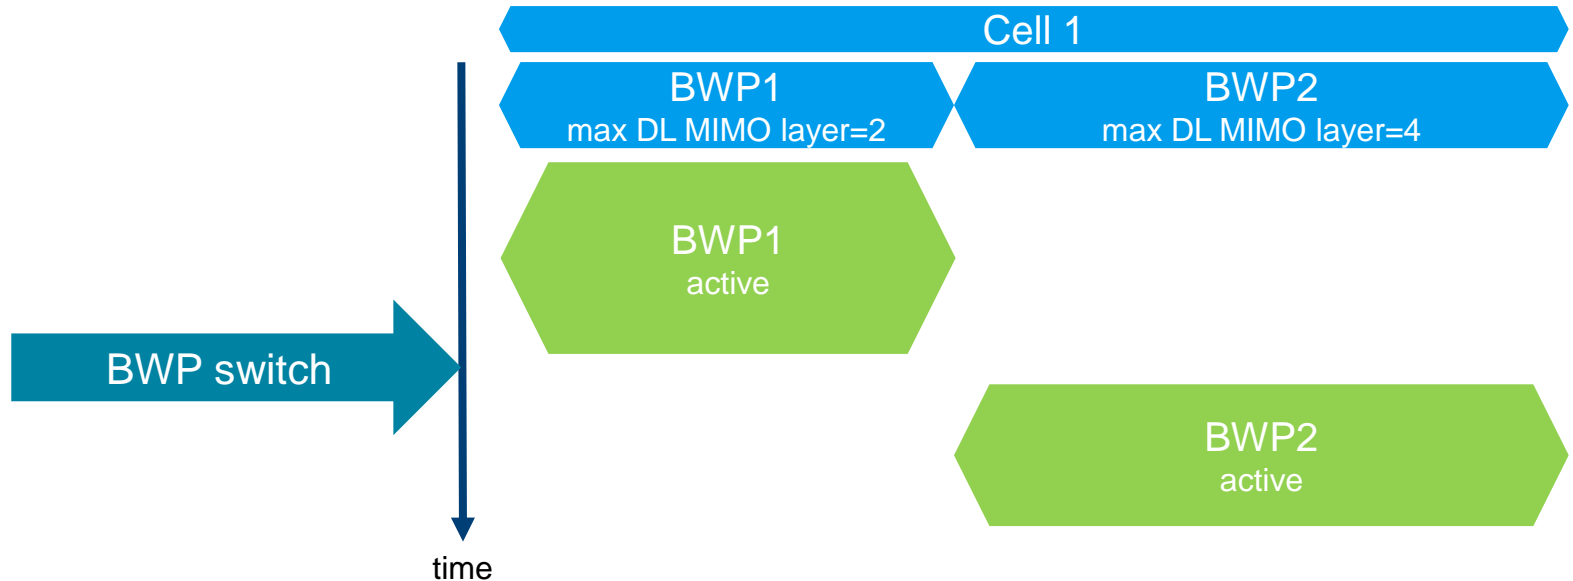 Cell 1
BWP1
max DL MIMO layer=2
BWP2
max DL MIMO layer=4
BWP1
active
BWP switch
BWP2
active
time